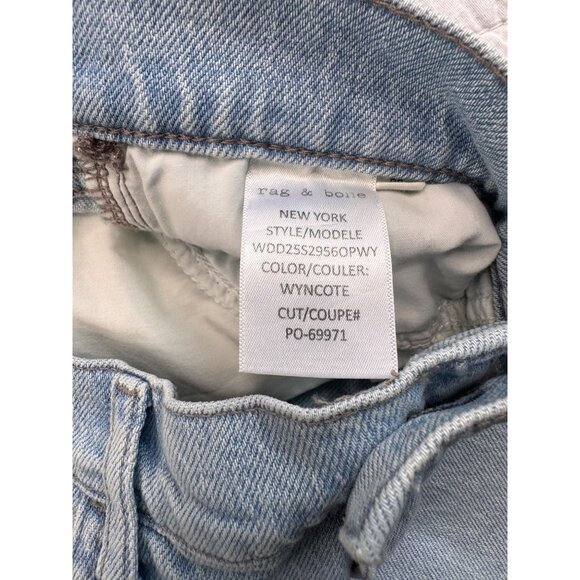 rag & bone
NEW YORK
STYLE/MODELE
WDD25S2956OPWY
COLOR/COULER:
WYNCOTE
CUT/COUPE#
PO-69971